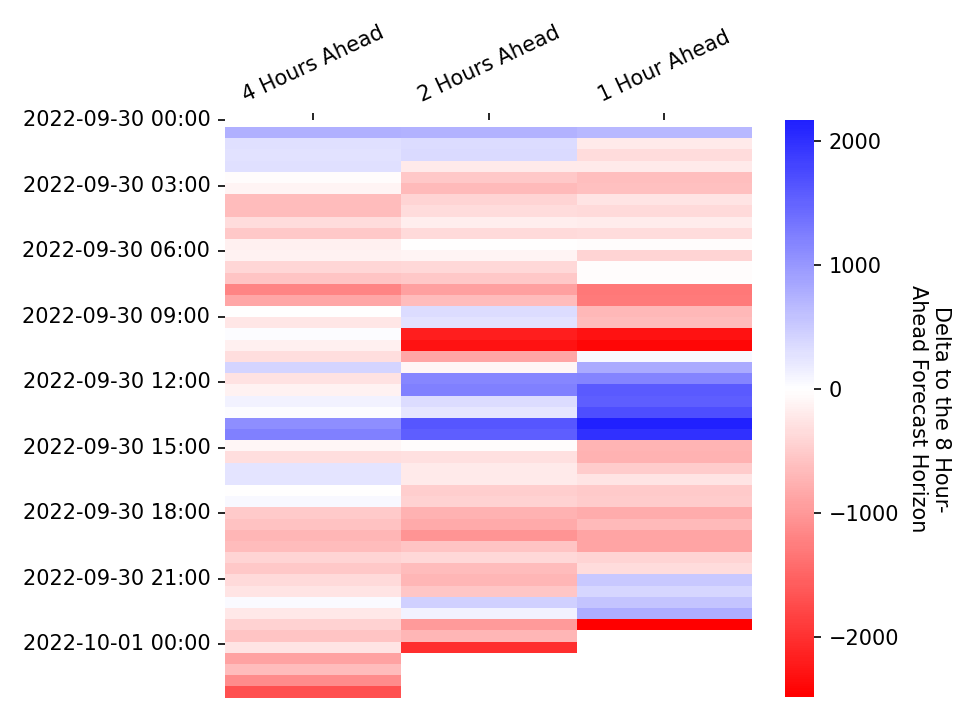 4 Hours Ahead
2 Hours Ahead
1 Hour Ahead
2022-09-30 00:00
2022-09-30 03:00
2022-09-30 06:00
2022-09-30 09:00
2022-09-30 12:00
2022-09-30 15:00
2022-09-30 18:00
2022-09-30 21:00
2022-10-01 00:00
2000
1000
0
−1000
−2000
Delta to the 8 Hour-
Ahead Forecast Horizon